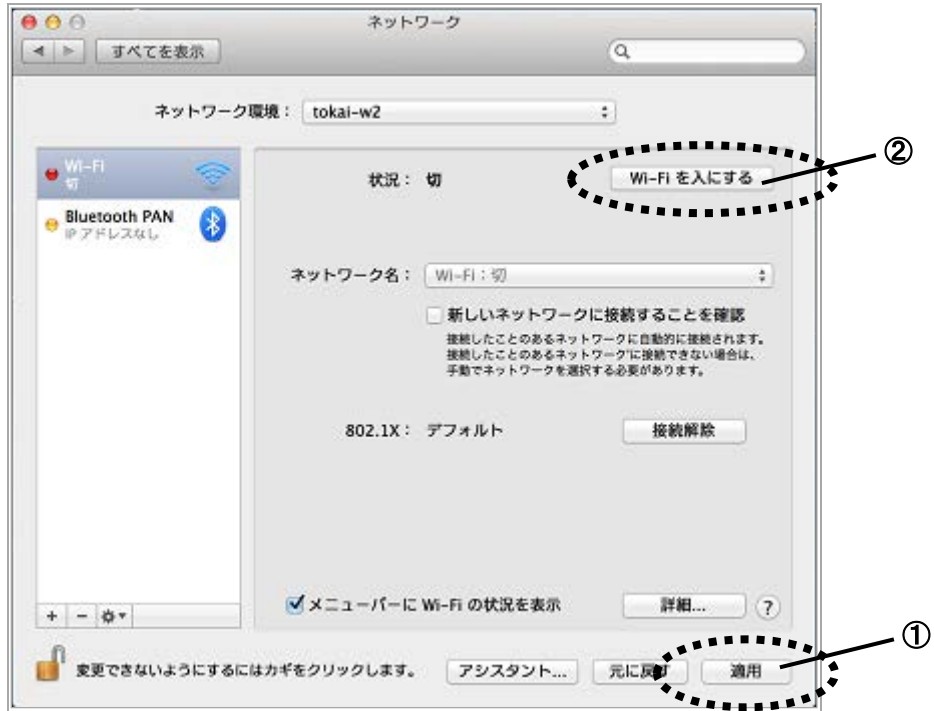 ネットワーク
すべてを表示
ネットワーク環境： tokai-w2
Wi-Fi
切
Bluetooth PAN
IP アドレスなし
状況： 切
Wi-Fi を入にする
②
ネットワーク名： Wi-Fi：切
新しいネットワークに接続することを確認
接続したことのあるネットワークに自動的に接続されます。
接続したことのあるネットワークに接続できない場合は、
手動でネットワークを選択する必要があります。
802.1X： デフォルト 接続解除
メニューバーに Wi-Fi の状況を表示 詳細... ?
変更できないようにするにはカギをクリックします。 アシスタント... 元に戻す 適用
①